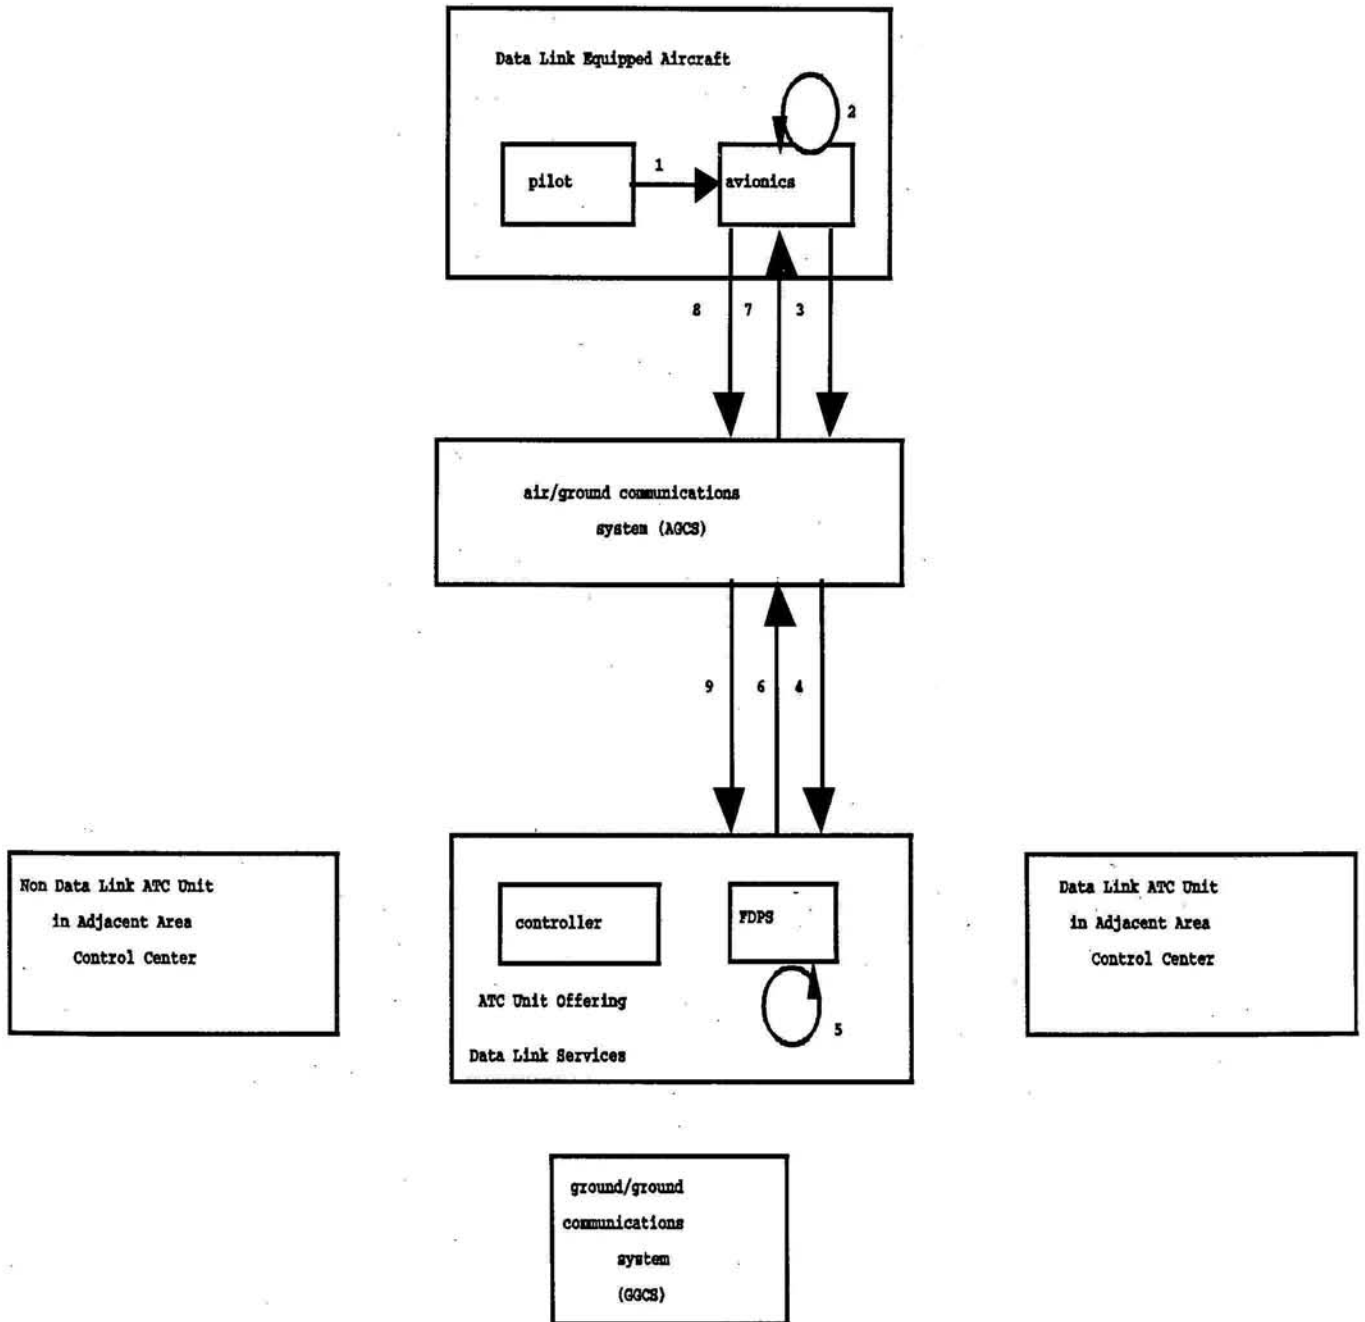 Data Link Equipped Aircraft
2
1
pilot
avionics
8
7
3
air/ground communications
system (AGCS)
9
6
4
Non Data Link ATC Unit
in Adjacent Area
Control Center
controller
FDPS
ATC Unit Offering
5
Data Link Services
Data Link ATC Unit
in Adjacent Area
Control Center
ground/ground
communications
system
(GGCS)